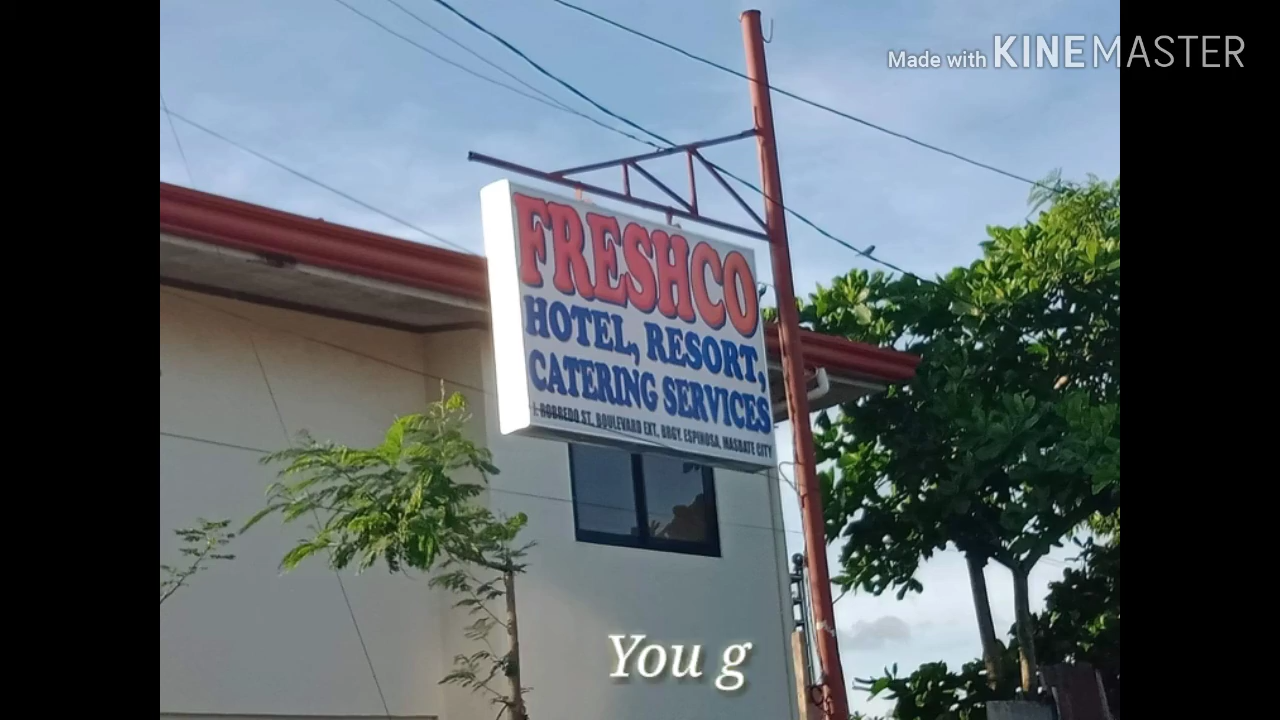 Made with KINEMASTER
FRESHCO
HOTEL, RESORT,
CATERING SERVICES
J. ROBREDO ST., BOULEVARD EXT., BRGY. ESPINOSA, MASBATE CITY
You g